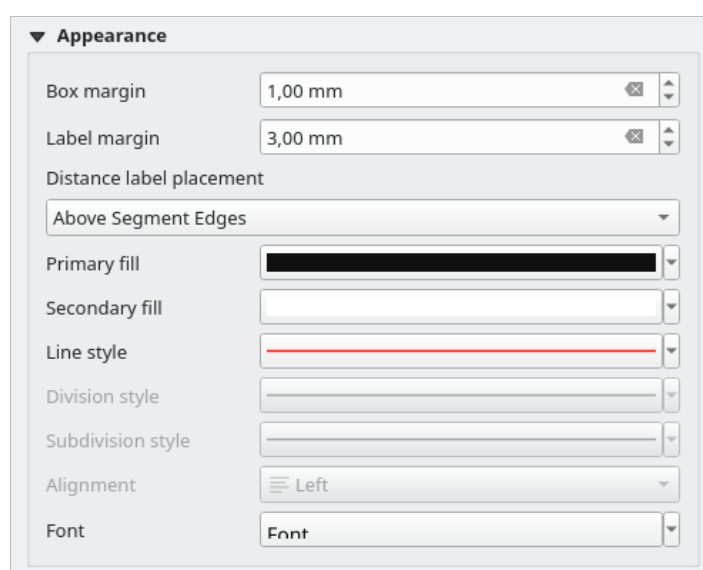 Appearance
Box margin 1,00 mm
Label margin 3,00 mm
Distance label placement
Above Segment Edges
Primary fill
Secondary fill
Line style
Division style
Subdivision style
Alignment Left
Font Font